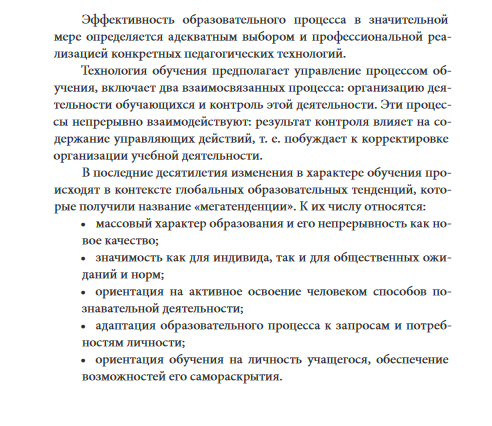 Эффективность образовательного процесса в значительной
мере определяется адекватным выбором и профессиональной реа-
лизацией конкретных педагогических технологий.
Технология обучения предполагает управление процессом об-
учения, включает два взаимосвязанных процесса: организацию дея-
тельности обучающихся и контроль этой деятельности. Эти процес-
сы непрерывно взаимодействуют: результат контроля влияет на со-
держание управляющих действий, т. е. побуждает к корректировке
организации учебной деятельности.
В последние десятилетия изменения в характере обучения про-
исходят в контексте глобальных образовательных тенденций, кото-
рые получили название «мегатенденции». К их числу относятся:
• массовый характер образования и его непрерывность как но-
вое качество;
• значимость как для индивида, так и для общественных ожи-
даний и норм;
• ориентация на активное освоение человеком способов по-
знавательной деятельности;
• адаптация образовательного процесса к запросам и потреб-
ностям личности;
• ориентация обучения на личность учащегося, обеспечение
возможностей его самораскрытия.